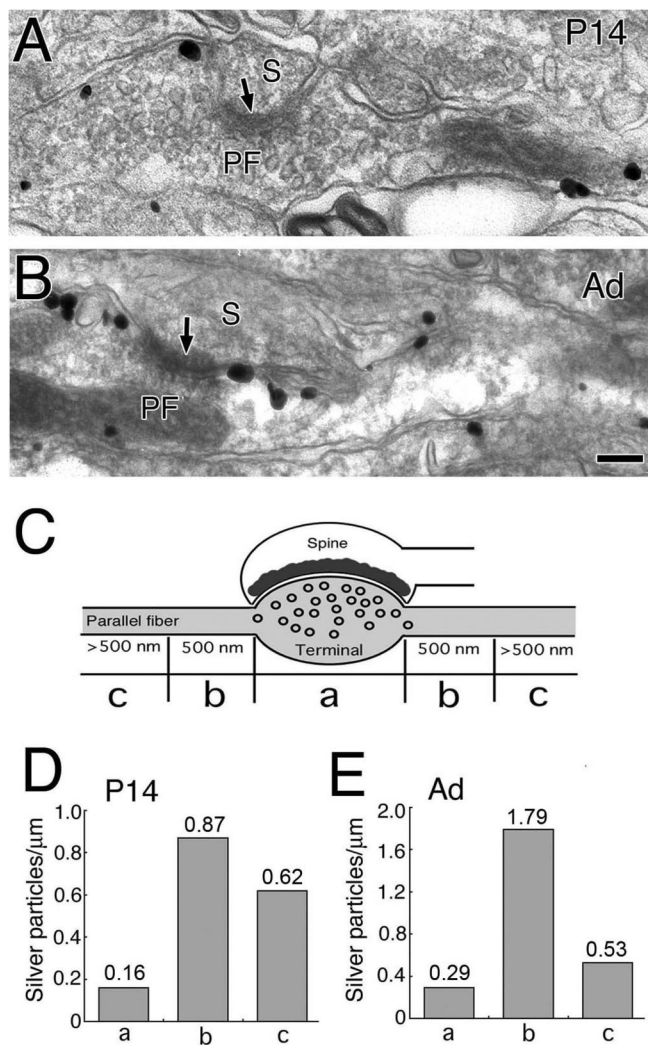 A
P14
S
PF
B
Ad
S
PF
C
Spine
Parallel fiber
Terminal
>500 nm
500 nm
500 nm
>500 nm
c
b
a
b
c
D
P14
Silver particles/μm
1.0
0.8
0.6
0.4
0.2
0
0.16
0.87
0.62
a
b
c
E
Ad
Silver particles/μm
2.0
1.6
1.2
0.8
0.4
0
0.29
1.79
0.53
a
b
c